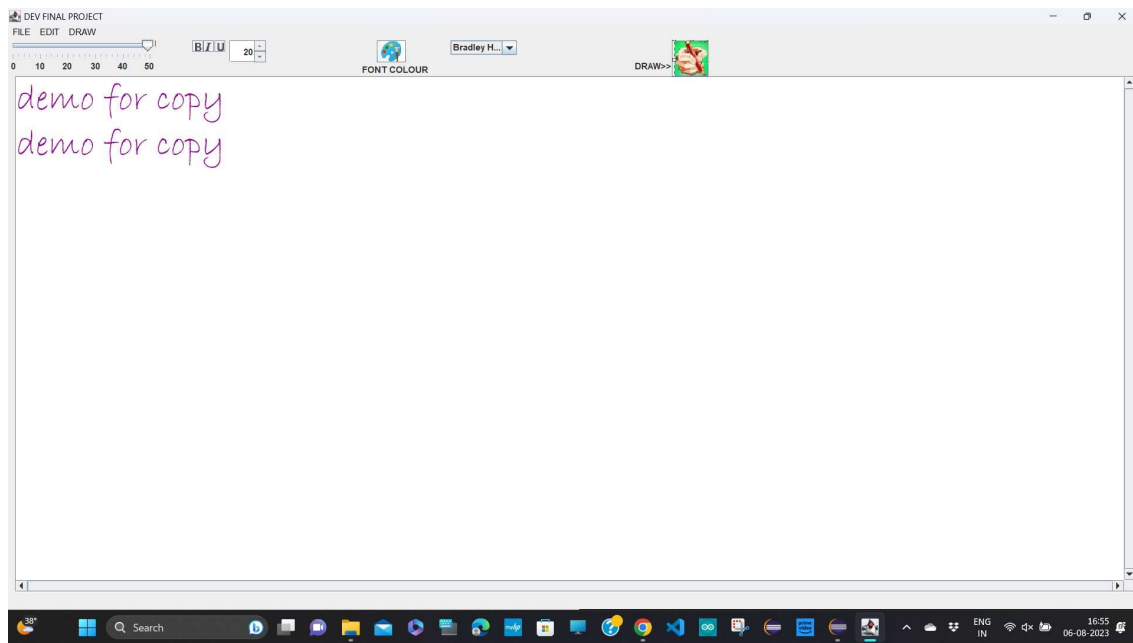 DEV FINAL PROJECT
FILE EDIT DRAW
0 10 20 30 40 50
B I U
20
FONT COLOUR
Bradley H...
DRAW>>
demo for copy
demo for copy
38°
Search
ENG
IN
16:55
06-08-2023